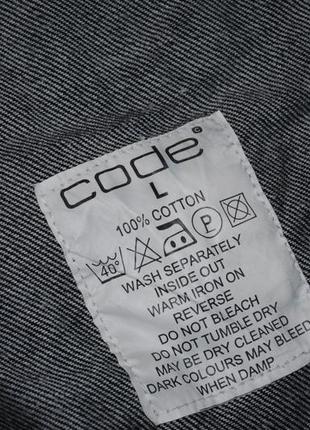 code©
L
100% COTTON
40° P
WASH SEPARATELY
INSIDE OUT
WARM IRON ON
REVERSE
DO NOT BLEACH
DO NOT TUMBLE DRY
MAY BE DRY CLEANED
DARK COLOURS MAY BLEED
WHEN DAMP